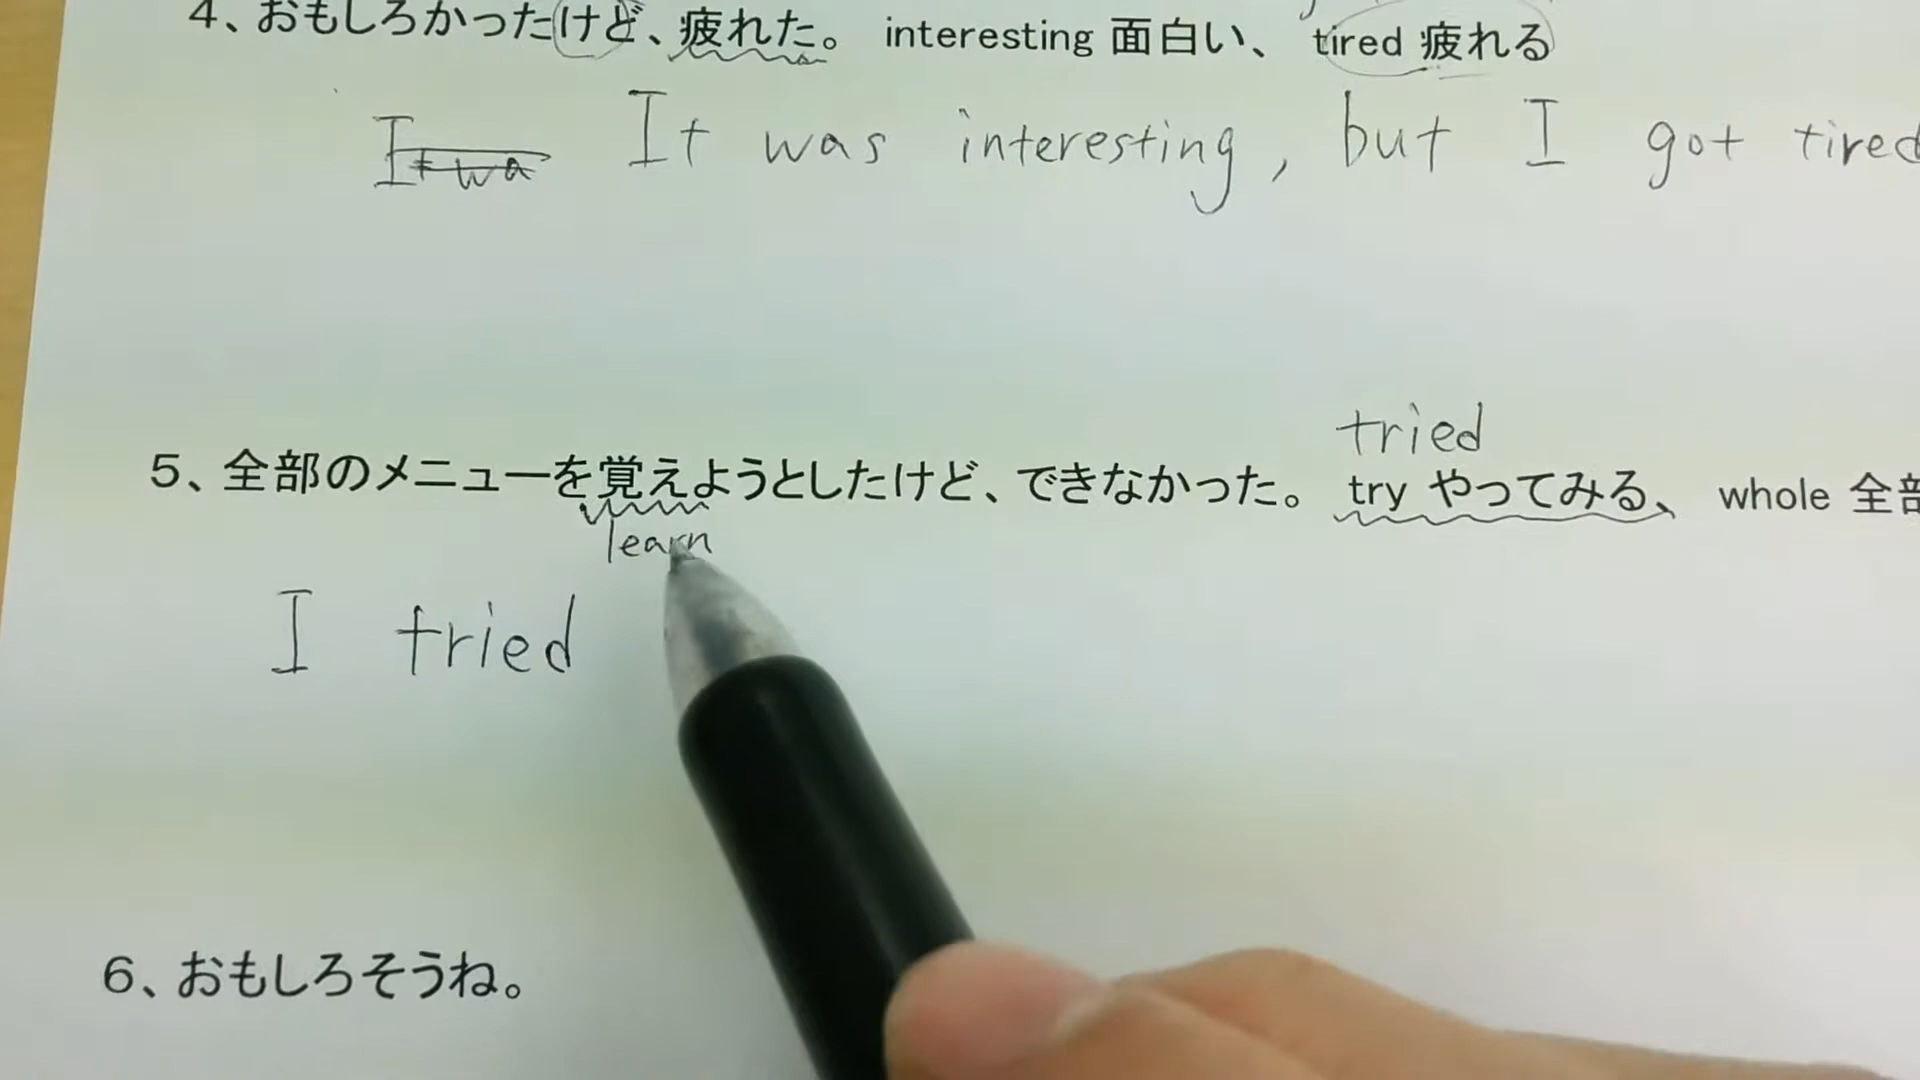 4、おもしろかったけど、疲れた。 interesting 面白い、 tired 疲れる
It wa It was interesting, but I got tired
tried
5、全部のメニューを覚えようとしたけど、できなかった。 try やってみる、 whole 全部
learn
I tried
6、おもしろそうね。